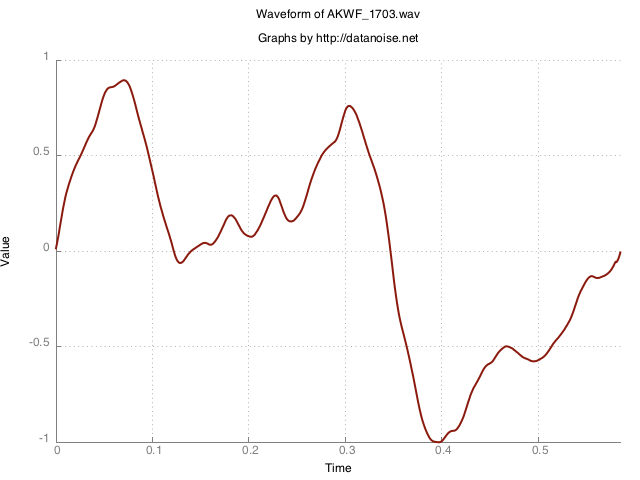 Waveform of AKWF_1703.wav
Graphs by http://datanoise.net
1
0.5
0
-0.5
-1
Value
0 0.1 0.2 0.3 0.4 0.5
Time